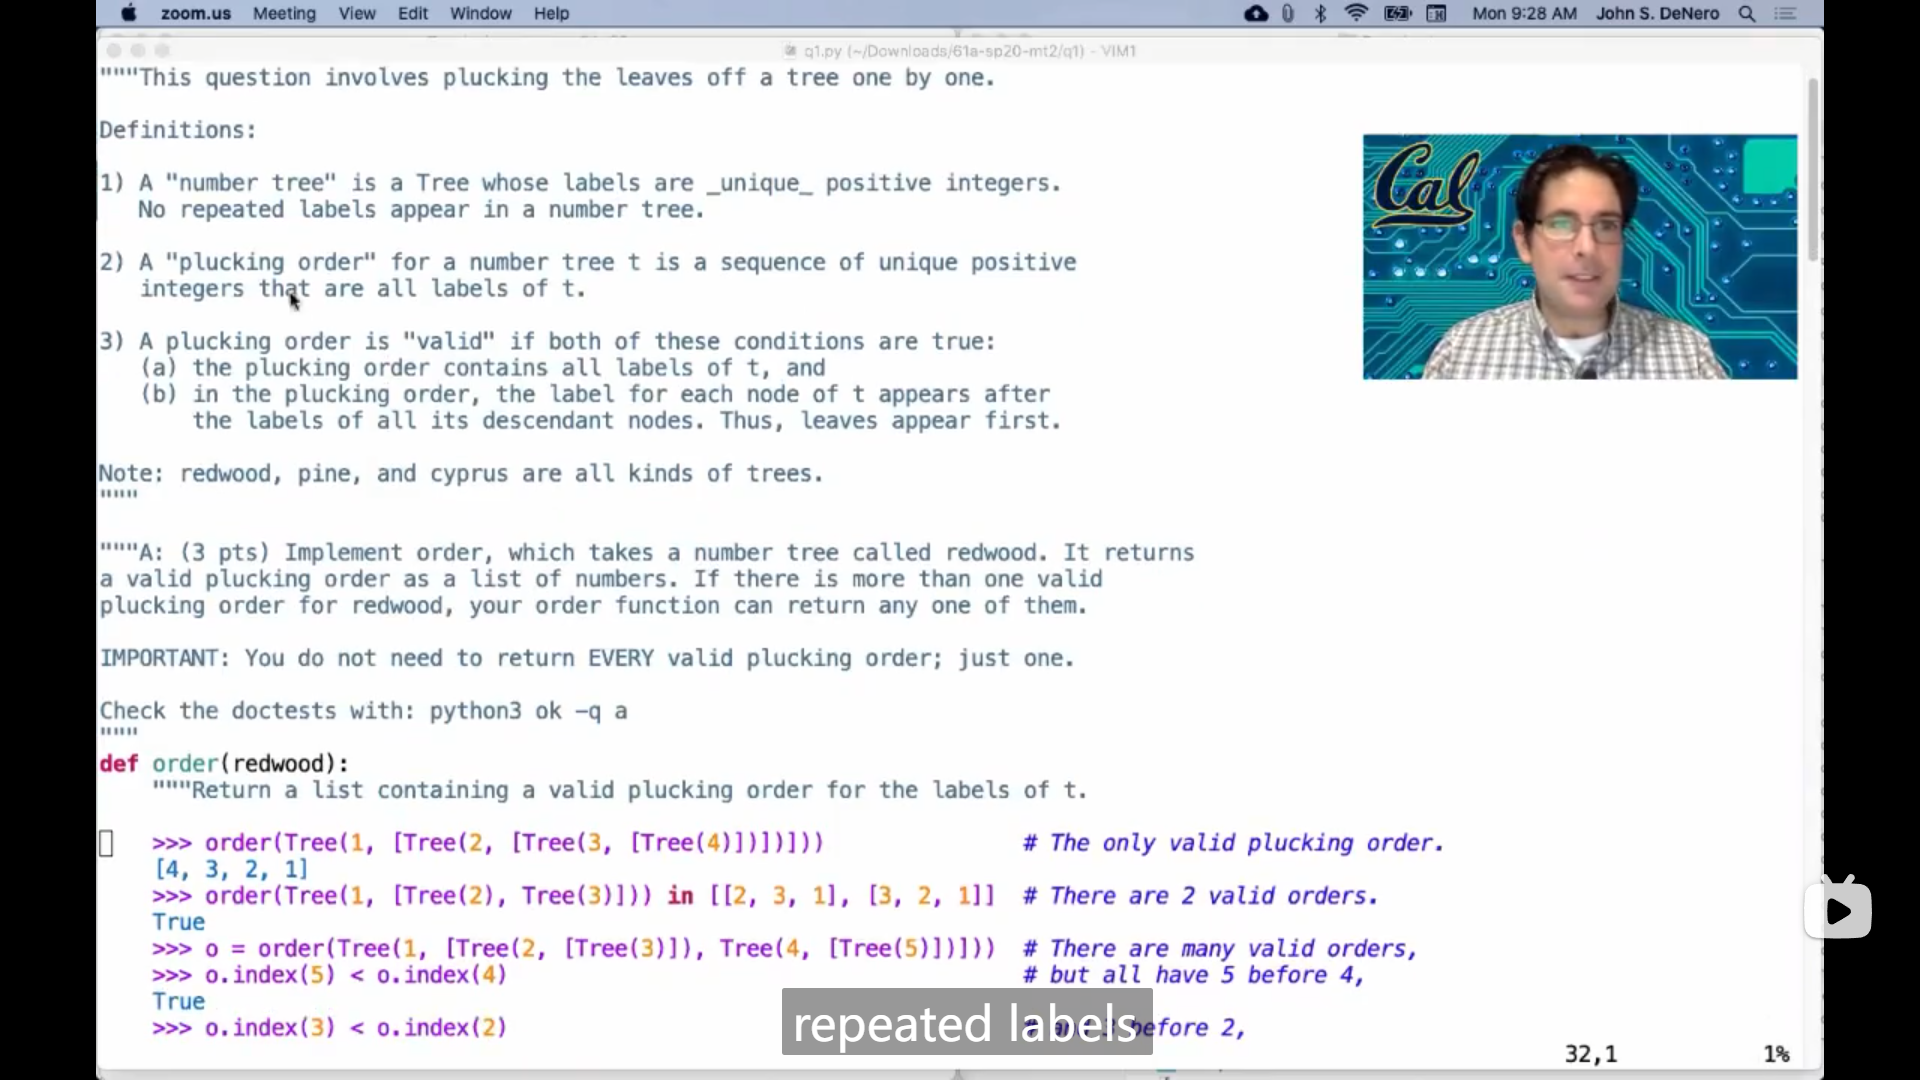 zoom.us Meeting View Edit Window Help Mon 9:28 AM John S. DeNero
q1.py (~/Downloads/61a-sp20-mt2/q1) - VIM1
"""This question involves plucking the leaves off a tree one by one.
Definitions:
1) A "number tree" is a Tree whose labels are _unique_ positive integers.
No repeated labels appear in a number tree.
2) A "plucking order" for a number tree t is a sequence of unique positive
integers that are all labels of t.
3) A plucking order is "valid" if both of these conditions are true:
(a) the plucking order contains all labels of t, and
(b) in the plucking order, the label for each node of t appears after
the labels of all its descendant nodes. Thus, leaves appear first.
Note: redwood, pine, and cyprus are all kinds of trees.
"""
"""A: (3 pts) Implement order, which takes a number tree called redwood. It returns
a valid plucking order as a list of numbers. If there is more than one valid
plucking order for redwood, your order function can return any one of them.
IMPORTANT: You do not need to return EVERY valid plucking order; just one.
Check the doctests with: python3 ok -q a
"""
def order(redwood):
"""Return a list containing a valid plucking order for the labels of t.
>>> order(Tree(1, [Tree(2, [Tree(3, [Tree(4)])])])) # The only valid plucking order.
[4, 3, 2, 1]
>>> order(Tree(1, [Tree(2), Tree(3)])) in [[2, 3, 1], [3, 2, 1]] # There are 2 valid orders.
True
>>> o = order(Tree(1, [Tree(2, [Tree(3)]), Tree(4, [Tree(5)])])) # There are many valid orders,
>>> o.index(5) < o.index(4) # but all have 5 before 4,
True
>>> o.index(3) < o.index(2) before 2,
repeated labels
32,1 1%
Cal